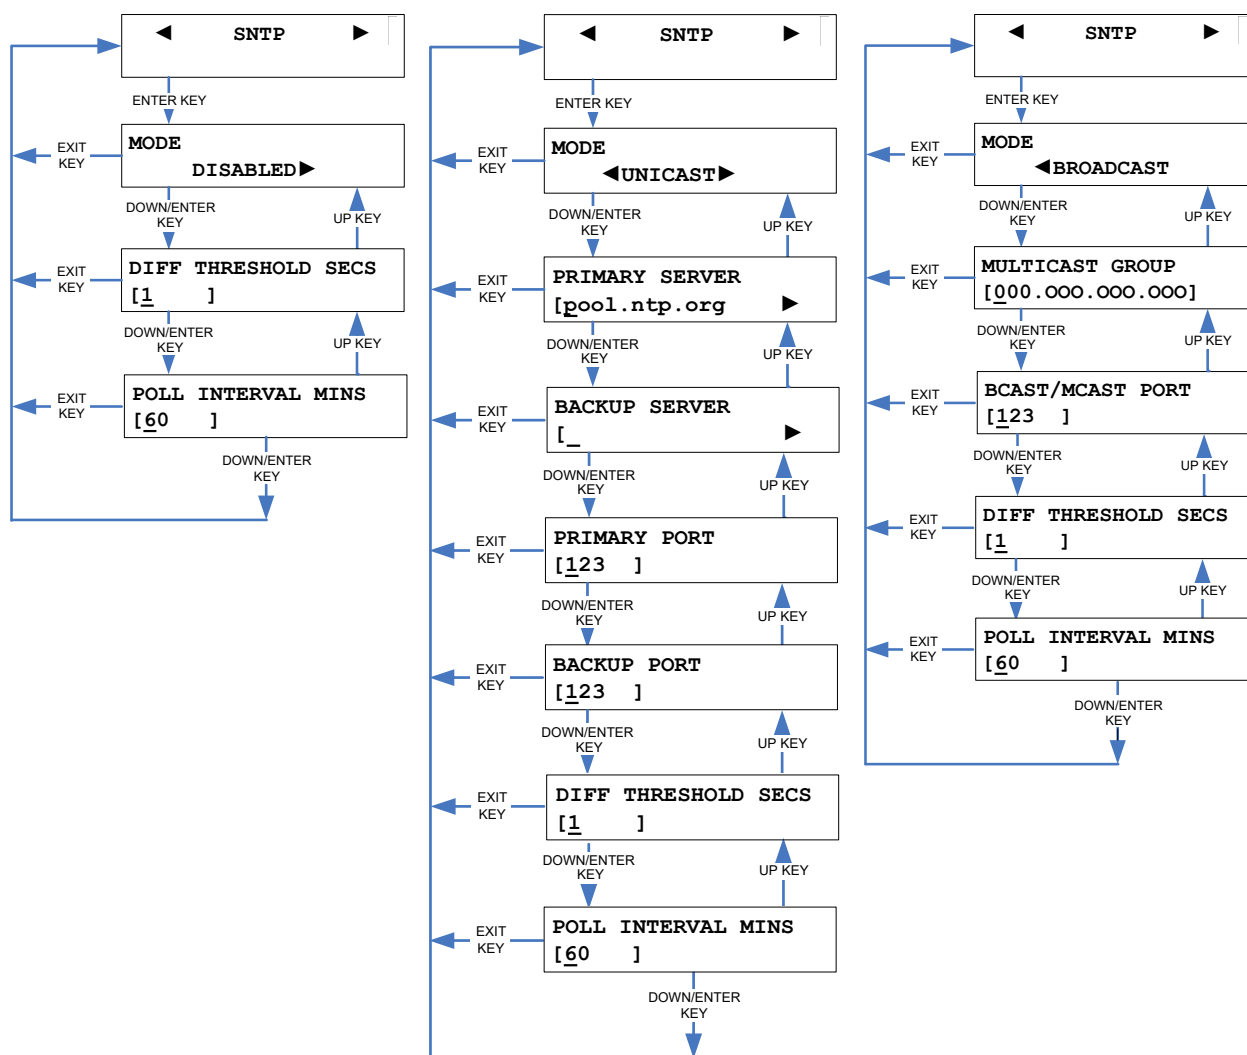 ◄ SNTP ►
ENTER KEY
EXIT KEY
MODE
DISABLED►
DOWN/ENTER KEY
UP KEY
EXIT KEY
DIFF THRESHOLD SECS
[1 ]
DOWN/ENTER KEY
UP KEY
EXIT KEY
POLL INTERVAL MINS
[60 ]
DOWN/ENTER KEY
◄ SNTP ►
ENTER KEY
EXIT KEY
MODE
◄UNICAST►
DOWN/ENTER KEY
UP KEY
EXIT KEY
PRIMARY SERVER
[pool.ntp.org ►
DOWN/ENTER KEY
UP KEY
EXIT KEY
BACKUP SERVER
[_ ►
DOWN/ENTER KEY
UP KEY
EXIT KEY
PRIMARY PORT
[123 ]
DOWN/ENTER KEY
UP KEY
EXIT KEY
BACKUP PORT
[123 ]
DOWN/ENTER KEY
UP KEY
EXIT KEY
DIFF THRESHOLD SECS
[1 ]
DOWN/ENTER KEY
UP KEY
EXIT KEY
POLL INTERVAL MINS
[60 ]
DOWN/ENTER KEY
◄ SNTP ►
ENTER KEY
EXIT KEY
MODE
◄BROADCAST
DOWN/ENTER KEY
UP KEY
EXIT KEY
MULTICAST GROUP
[000.OOO.OOO.OOO]
DOWN/ENTER KEY
UP KEY
EXIT KEY
BCAST/MCAST PORT
[123 ]
DOWN/ENTER KEY
UP KEY
EXIT KEY
DIFF THRESHOLD SECS
[1 ]
DOWN/ENTER KEY
UP KEY
EXIT KEY
POLL INTERVAL MINS
[60 ]
DOWN/ENTER KEY